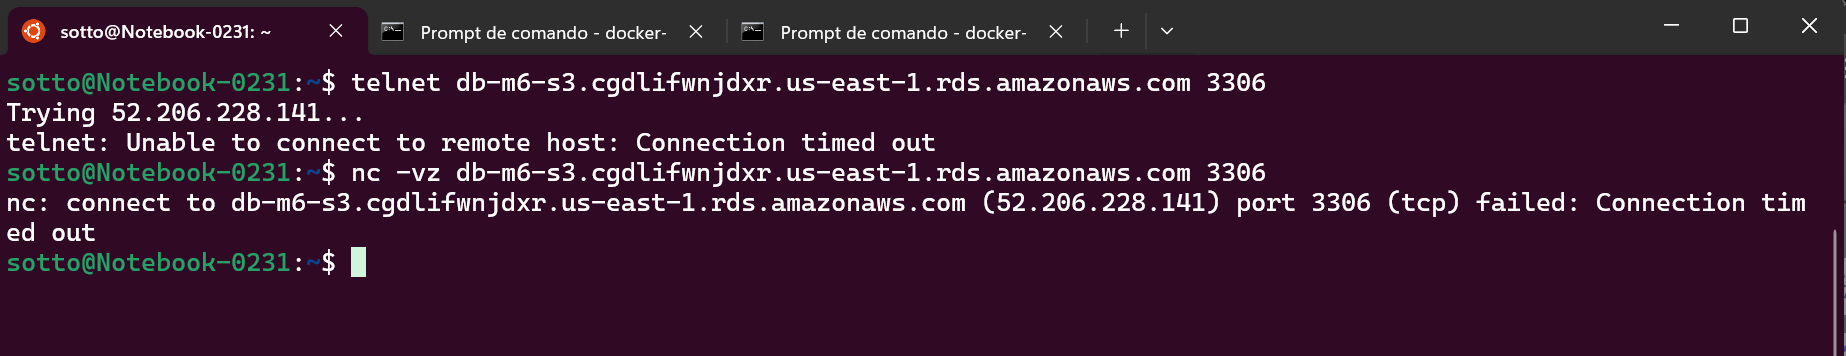 sotto@Notebook-0231: ~
Prompt de comando - docker-
Prompt de comando - docker-
sotto@Notebook-0231:~$ telnet db-m6-s3.cgdlifwnjdxr.us-east-1.rds.amazonaws.com 3306
Trying 52.206.228.141...
telnet: Unable to connect to remote host: Connection timed out
sotto@Notebook-0231:~$ nc -vz db-m6-s3.cgdlifwnjdxr.us-east-1.rds.amazonaws.com 3306
nc: connect to db-m6-s3.cgdlifwnjdxr.us-east-1.rds.amazonaws.com (52.206.228.141) port 3306 (tcp) failed: Connection tim
ed out
sotto@Notebook-0231:~$